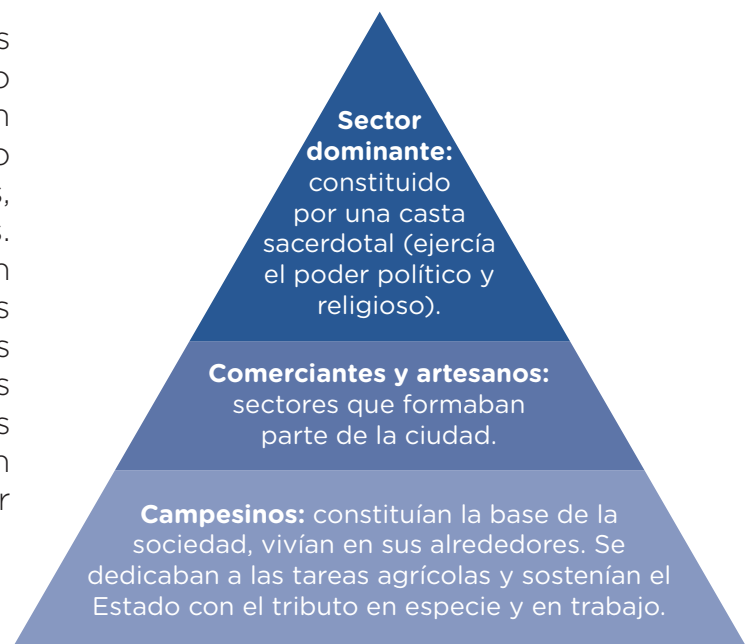 Sector
dominante:
constituido
por una casta
sacerdotal (ejercía
el poder político y
religioso).
Comerciantes y artesanos:
sectores que formaban
parte de la ciudad.
Campesinos: constituían la base de la
sociedad, vivían en sus alrededores. Se
dedicaban a las tareas agrícolas y sostenían el
Estado con el tributo en especie y en trabajo.